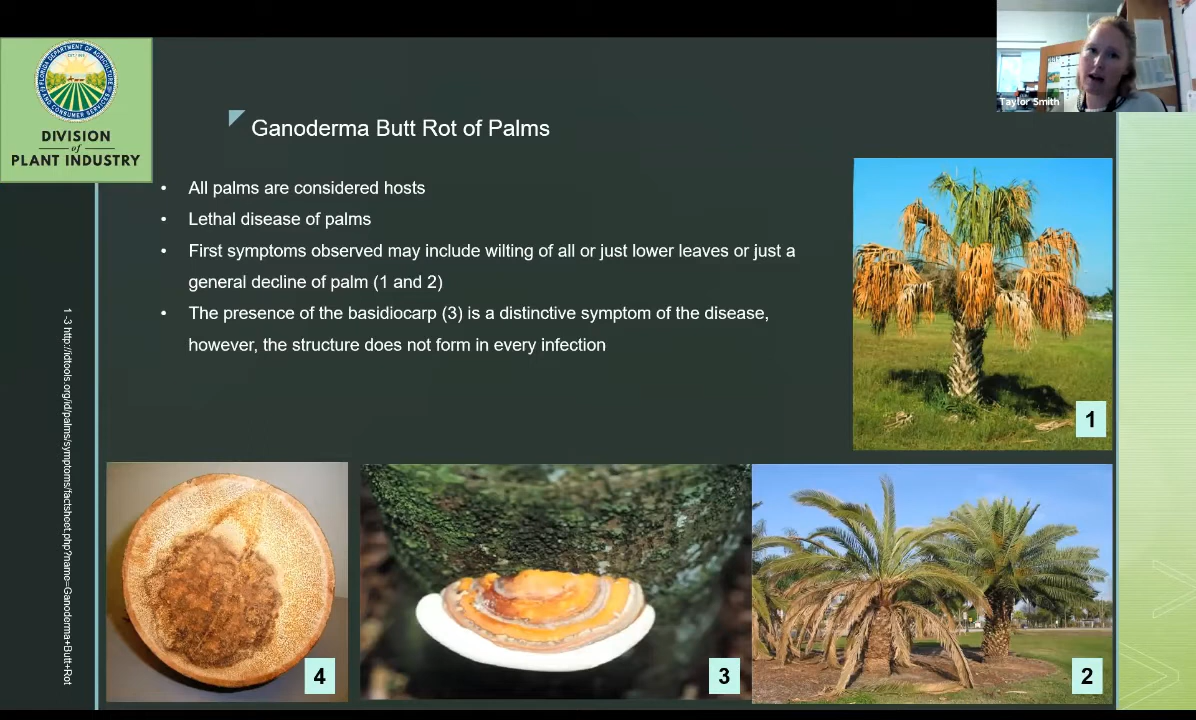 FLORIDA DEPARTMENT OF AGRICULTURE
AND CONSUMER SERVICES
DIVISION
of
PLANT INDUSTRY
Taylor Smith
Ganoderma Butt Rot of Palms
• All palms are considered hosts
• Lethal disease of palms
• First symptoms observed may include wilting of all or just lower leaves or just a
general decline of palm (1 and 2)
• The presence of the basidiocarp (3) is a distinctive symptom of the disease,
however, the structure does not form in every infection
1
1 -3 http://idtools.org/id/palms/symptoms/factsheet.php?name=Ganoderma+Butt+Rot
4
3
2